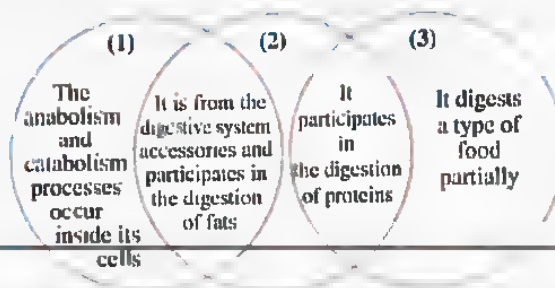 (1)
(2)
(3)
The
anabolism
and
catabolism
processes
occur
inside its
cells
It is from the
digestive system
accessories and
participates in
the digestion
of fats
It
participates
in
the digestion
of proteins
It digests
a type of
food
partially